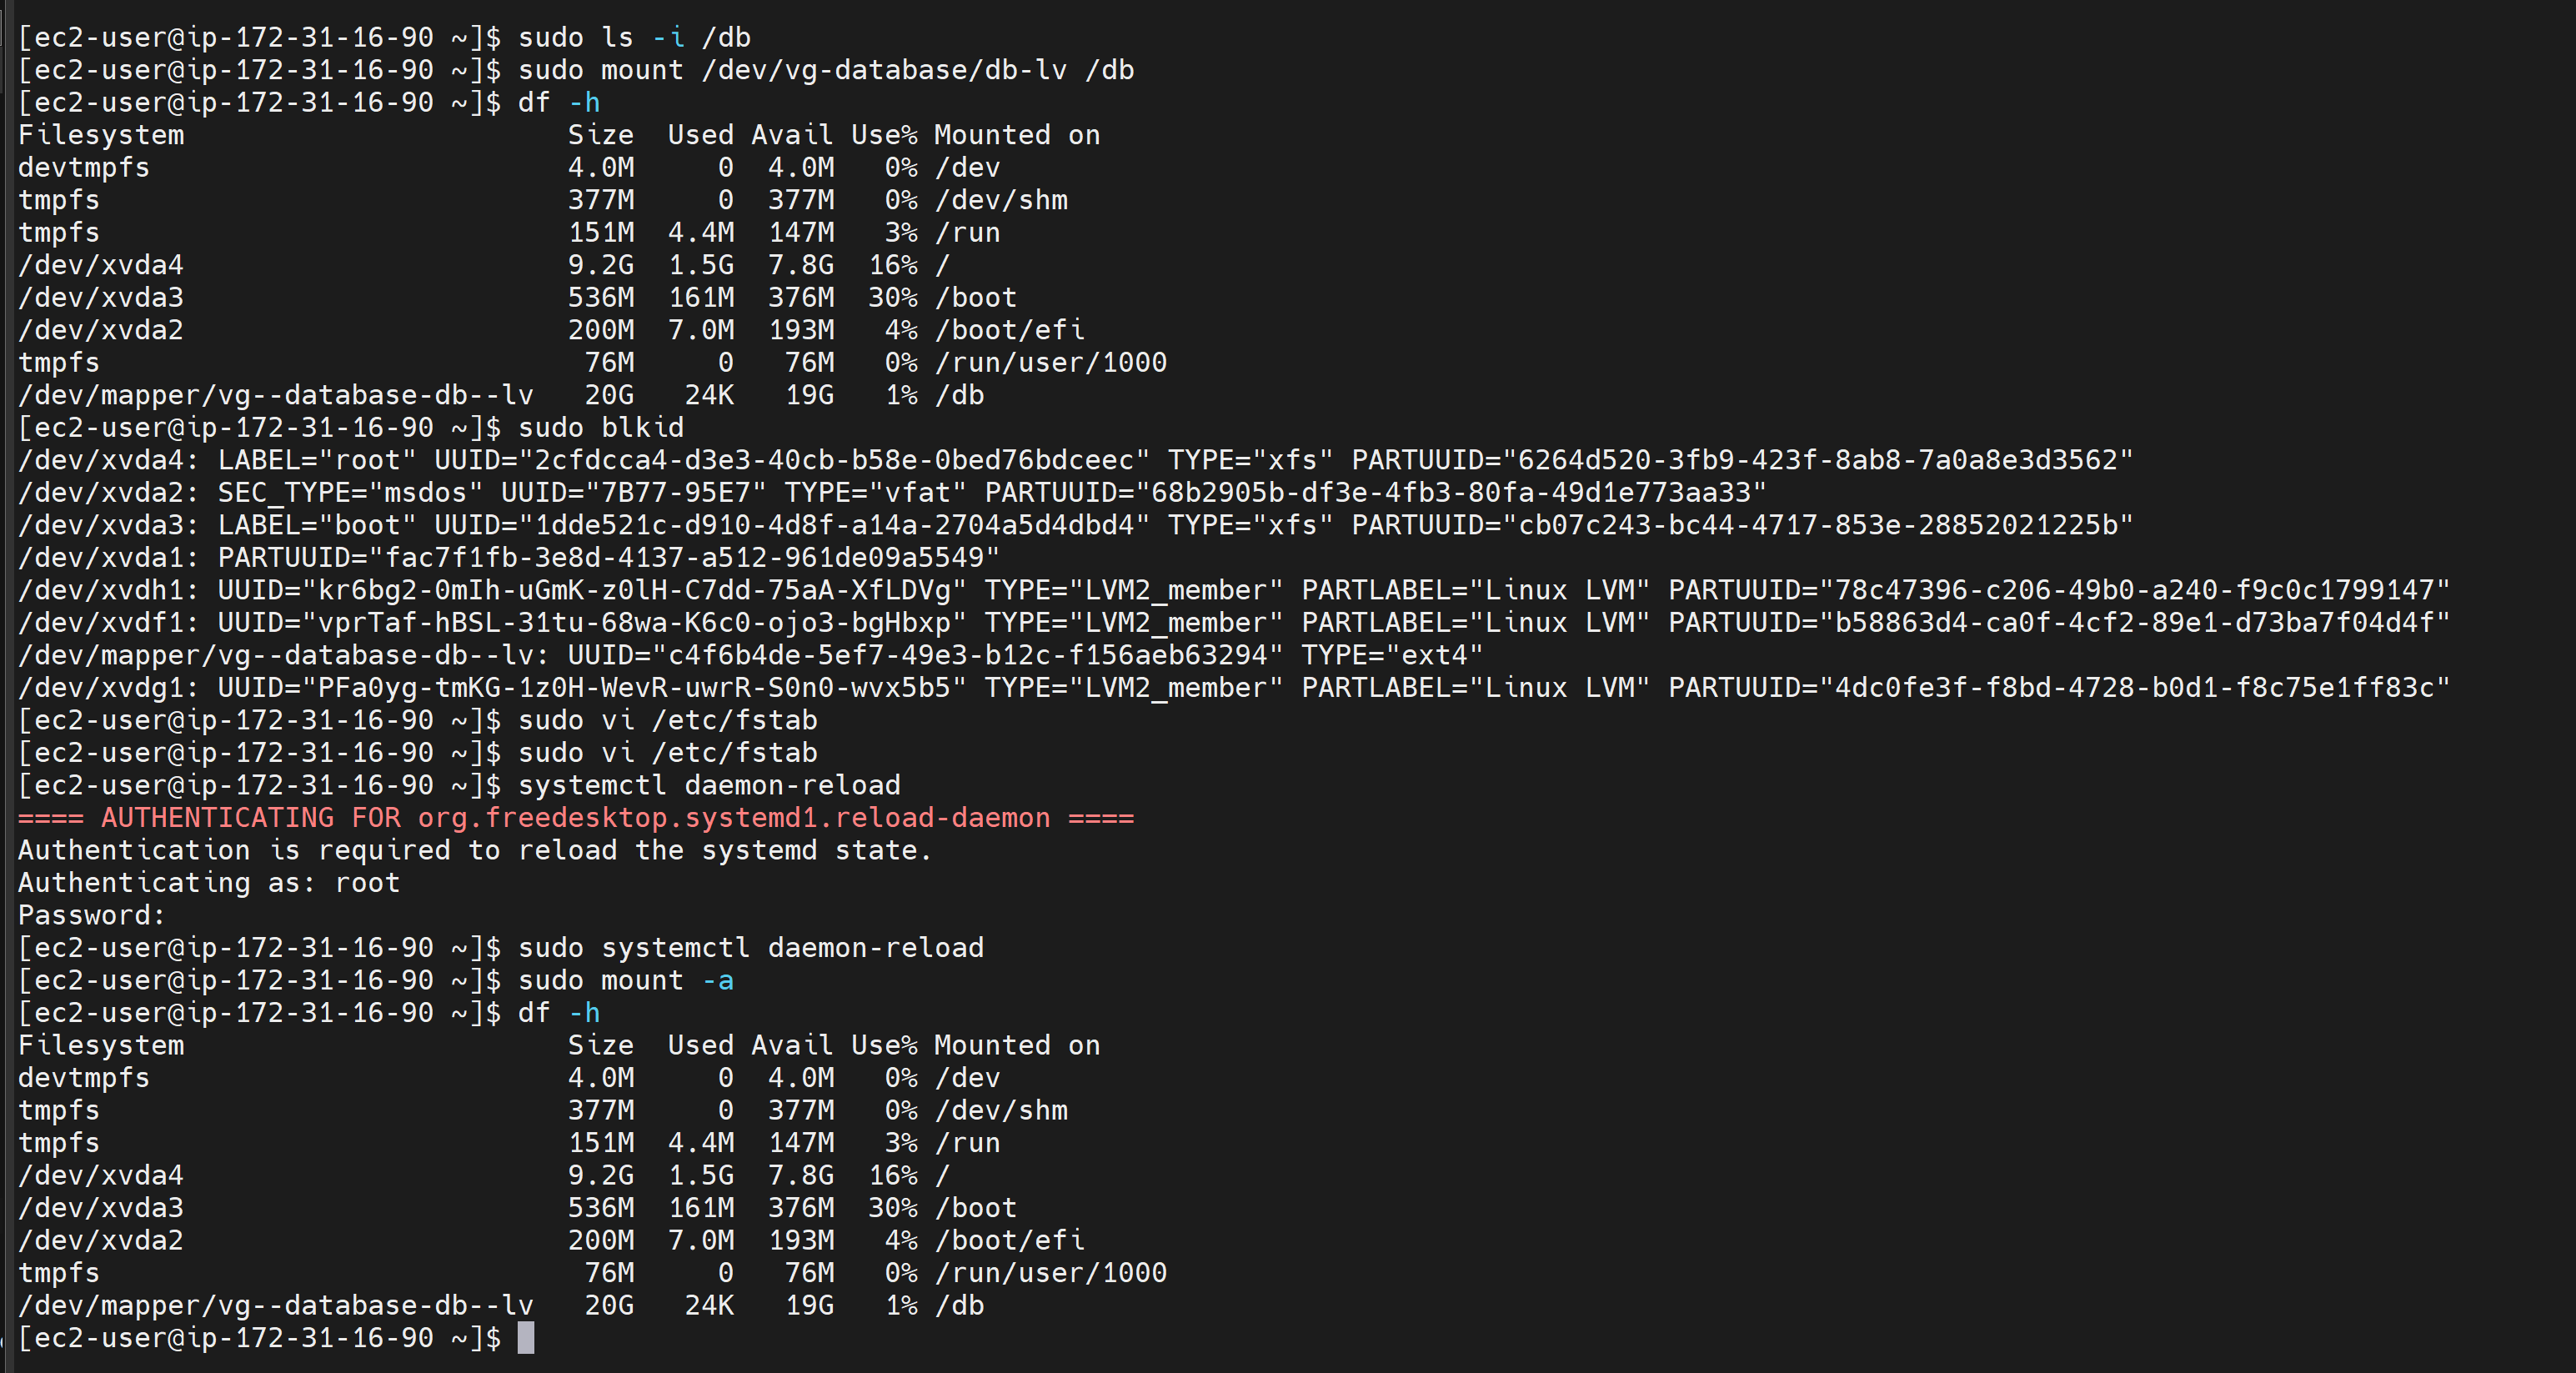 [ec2-user@ip-172-31-16-90 ~]$ sudo ls -i /db
[ec2-user@ip-172-31-16-90 ~]$ sudo mount /dev/vg-database/db-lv /db
[ec2-user@ip-172-31-16-90 ~]$ df -h
Filesystem                        Size  Used Avail Use% Mounted on
devtmpfs                          4.0M     0  4.0M   0% /dev
tmpfs                             377M     0  377M   0% /dev/shm
tmpfs                             151M  4.4M  147M   3% /run
/dev/xvda4                        9.2G  1.5G  7.8G  16% /
/dev/xvda3                        536M  161M  376M  30% /boot
/dev/xvda2                        200M  7.0M  193M   4% /boot/efi
tmpfs                              76M     0   76M   0% /run/user/1000
/dev/mapper/vg--database-db--lv   20G   24K   19G   1% /db
[ec2-user@ip-172-31-16-90 ~]$ sudo blkid
/dev/xvda4: LABEL="root" UUID="2cfdcca4-d3e3-40cb-b58e-0bed76bdceec" TYPE="xfs" PARTUUID="6264d520-3fb9-423f-8ab8-7a0a8e3d3562"
/dev/xvda2: SEC_TYPE="msdos" UUID="7B77-95E7" TYPE="vfat" PARTUUID="68b2905b-df3e-4fb3-80fa-49d1e773aa33"
/dev/xvda3: LABEL="boot" UUID="1dde521c-d910-4d8f-a14a-2704a5d4dbd4" TYPE="xfs" PARTUUID="cb07c243-bc44-4717-853e-28852021225b"
/dev/xvda1: PARTUUID="fac7f1fb-3e8d-4137-a512-961de09a5549"
/dev/xvdh1: UUID="kr6bg2-0mIh-uGmK-z0lH-C7dd-75aA-XfLDVg" TYPE="LVM2_member" PARTLABEL="Linux LVM" PARTUUID="78c47396-c206-49b0-a240-f9c0c1799147"
/dev/xvdf1: UUID="vprTaf-hBSL-31tu-68wa-K6c0-ojo3-bgHbxp" TYPE="LVM2_member" PARTLABEL="Linux LVM" PARTUUID="b58863d4-ca0f-4cf2-89e1-d73ba7f04d4f"
/dev/mapper/vg--database-db--lv: UUID="c4f6b4de-5ef7-49e3-b12c-f156aeb63294" TYPE="ext4"
/dev/xvdg1: UUID="PFa0yg-tmKG-1z0H-WevR-uwrR-S0n0-wvx5b5" TYPE="LVM2_member" PARTLABEL="Linux LVM" PARTUUID="4dc0fe3f-f8bd-4728-b0d1-f8c75e1ff83c"
[ec2-user@ip-172-31-16-90 ~]$ sudo vi /etc/fstab
[ec2-user@ip-172-31-16-90 ~]$ sudo vi /etc/fstab
[ec2-user@ip-172-31-16-90 ~]$ systemctl daemon-reload
==== AUTHENTICATING FOR org.freedesktop.systemd1.reload-daemon ====
Authentication is required to reload the systemd state.
Authenticating as: root
Password:
[ec2-user@ip-172-31-16-90 ~]$ sudo systemctl daemon-reload
[ec2-user@ip-172-31-16-90 ~]$ sudo mount -a
[ec2-user@ip-172-31-16-90 ~]$ df -h
Filesystem                        Size  Used Avail Use% Mounted on
devtmpfs                          4.0M     0  4.0M   0% /dev
tmpfs                             377M     0  377M   0% /dev/shm
tmpfs                             151M  4.4M  147M   3% /run
/dev/xvda4                        9.2G  1.5G  7.8G  16% /
/dev/xvda3                        536M  161M  376M  30% /boot
/dev/xvda2                        200M  7.0M  193M   4% /boot/efi
tmpfs                              76M     0   76M   0% /run/user/1000
/dev/mapper/vg--database-db--lv   20G   24K   19G   1% /db
[ec2-user@ip-172-31-16-90 ~]$